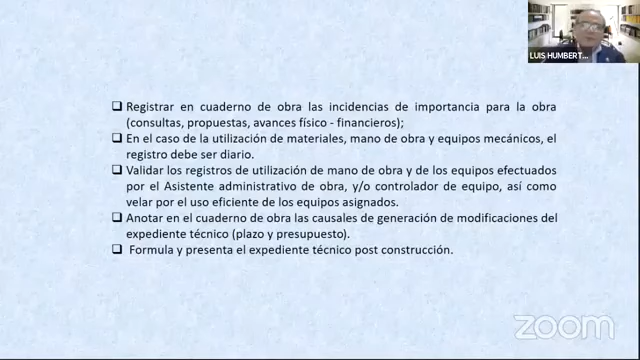 LUIS HUMBERT...
❑ Registrar en cuaderno de obra las incidencias de importancia para la obra
(consultas, propuestas, avances físico - financieros);
❑ En el caso de la utilización de materiales, mano de obra y equipos mecánicos, el
registro debe ser diario.
❑ Validar los registros de utilización de mano de obra y de los equipos efectuados
por el Asistente administrativo de obra, y/o controlador de equipo, así como
velar por el uso eficiente de los equipos asignados.
❑ Anotar en el cuaderno de obra las causales de generación de modificaciones del
expediente técnico (plazo y presupuesto).
❑ Formula y presenta el expediente técnico post construcción.
zoom